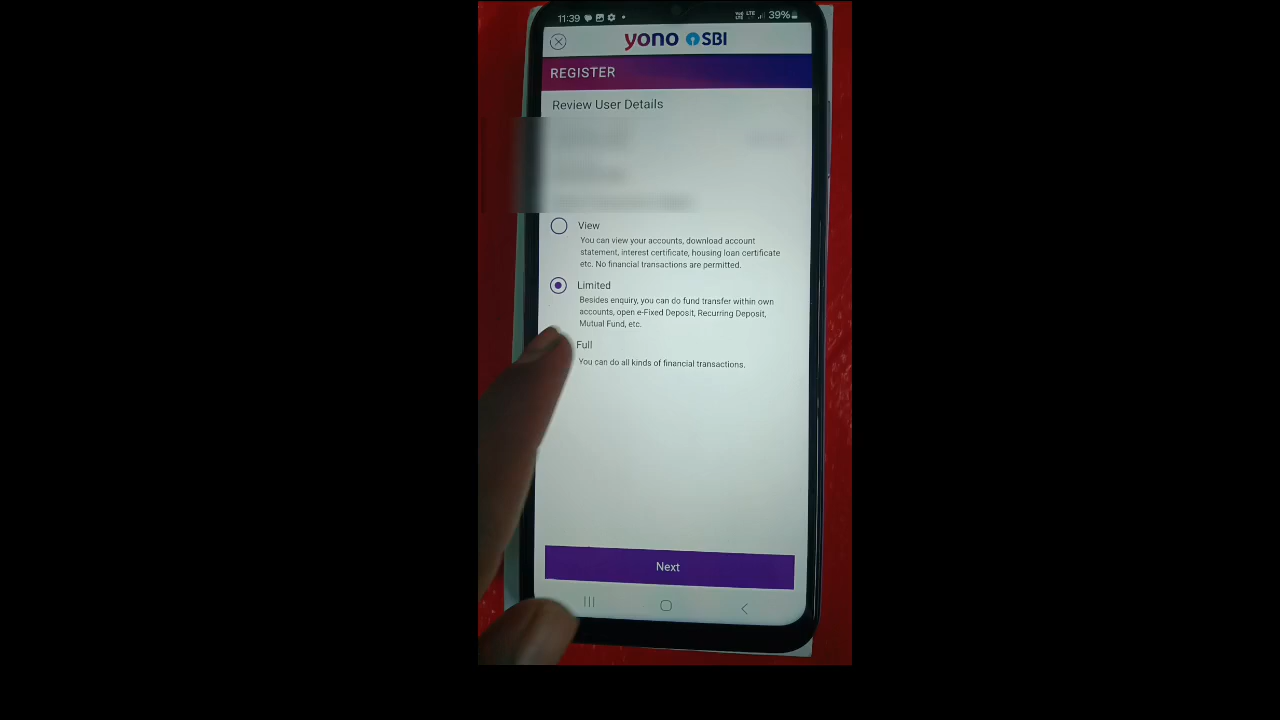 11:39
39%
yono SBI
REGISTER
Review User Details
View
You can view your accounts, download account
statement, interest certificate, housing loan certificate
etc. No financial transactions are permitted.
Limited
Besides enquiry, you can do fund transfer within own
accounts, open e-Fixed Deposit, Recurring Deposit,
Mutual Fund, etc.
Full
You can do all kinds of financial transactions.
Next